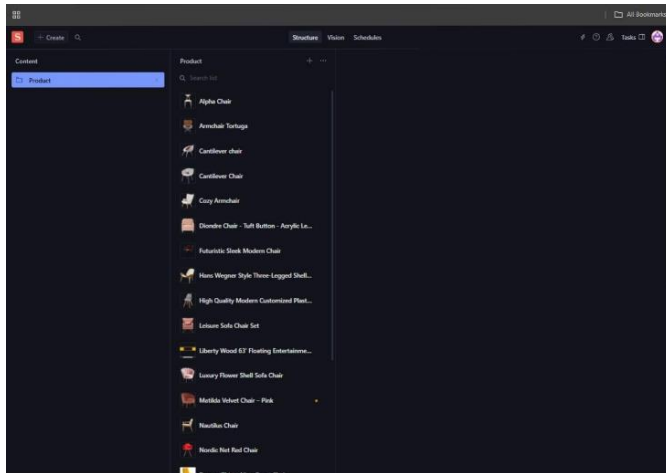 All Bookmarks
S
+ Create
Structure Vision Schedules
Tasks
Content
Product
Product
Search list
Alpha Chair
Armchair Tortuga
Cantilever chair
Cantilever Chair
Cozy Armchair
Diondre Chair - Tuft Button - Acrylic Le...
Futuristic Sleek Modern Chair
Hans Wegner Style Three-Legged Shell...
High Quality Modern Customized Plast...
Leisure Sofa Chair Set
Liberty Wood 63' Floating Entertainme...
Luxury Flower Shell Sofa Chair
Matilda Velvet Chair – Pink
Nautilus Chair
Nordic Net Red Chair